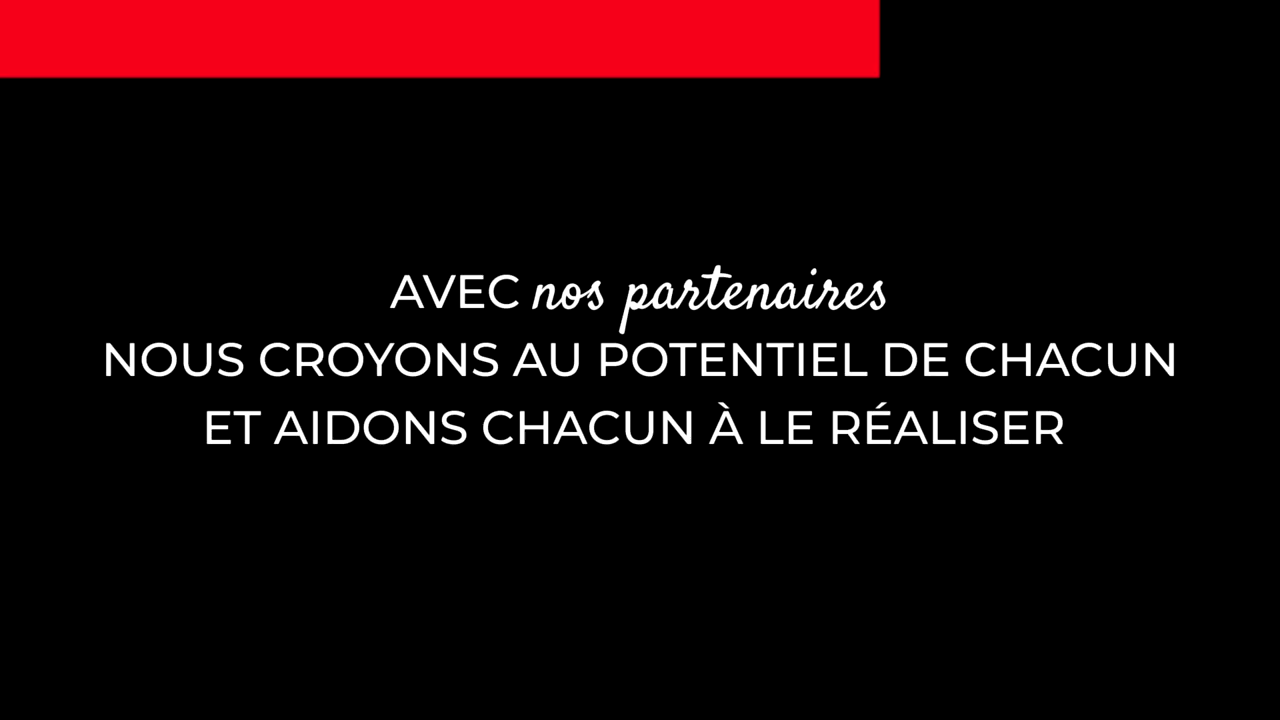 AVEC nos partenaires
NOUS CROYONS AU POTENTIEL DE CHACUN
ET AIDONS CHACUN À LE RÉALISER